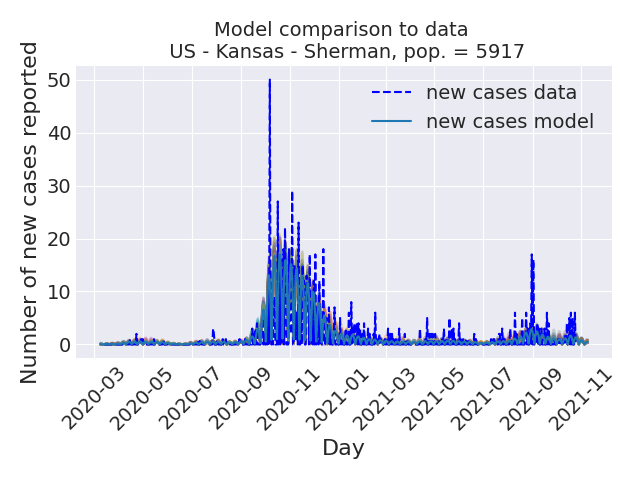 Model comparison to data
US - Kansas - Sherman, pop. = 5917
Number of new cases reported
50
40
30
20
10
0
new cases data
new cases model
2020-03
2020-05
2020-07
2020-09
2020-11
2021-01
2021-03
2021-05
2021-07
2021-09
2021-11
Day